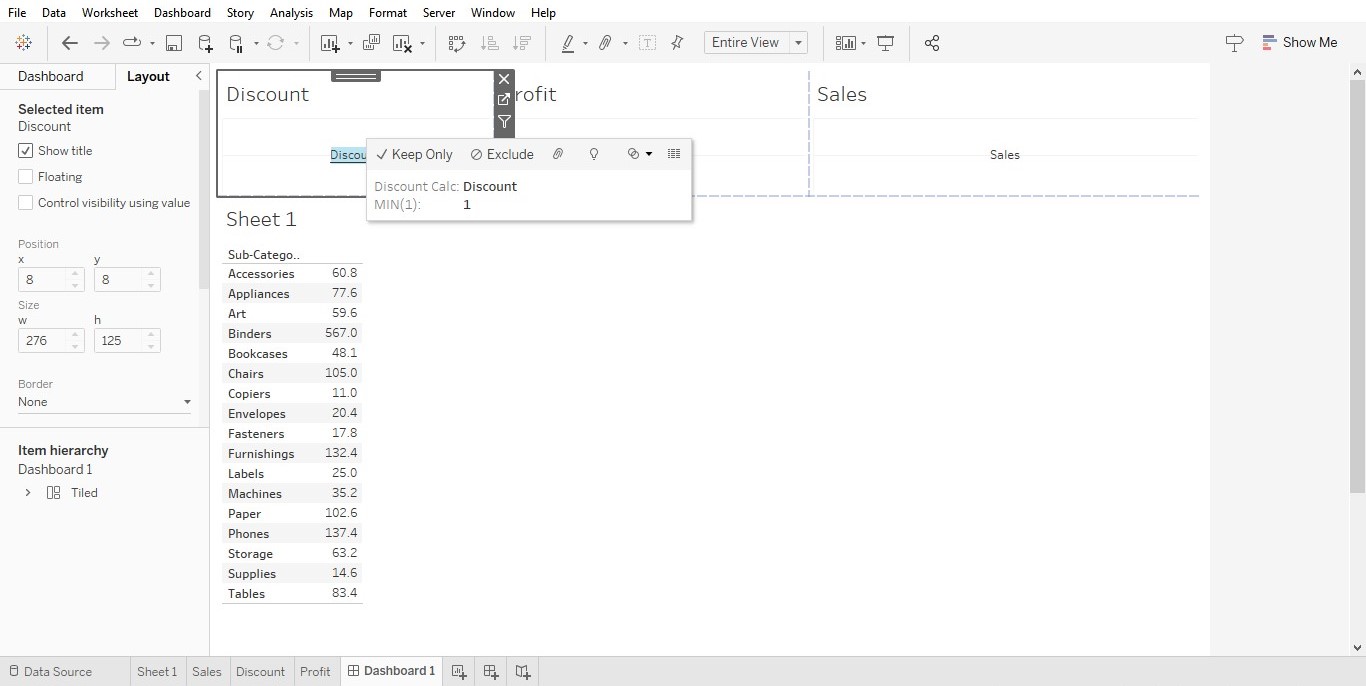 File Data Worksheet Dashboard Story Analysis Map Format Server Window Help
Entire View
Show Me
Dashboard Layout
Selected item
Discount
Show title
Floating
Control visibility using value
Position
x y
8 8
Size
w h
276 125
Border
None
Item hierarchy
Dashboard 1
Tiled
Discount rofit Sales
Discou Keep Only Exclude Sales
Discount Calc: Discount
MIN(1): 1
Sheet 1
Sub-Catego..
Accessories 60.8
Appliances 77.6
Art 59.6
Binders 567.0
Bookcases 48.1
Chairs 105.0
Copiers 11.0
Envelopes 20.4
Fasteners 17.8
Furnishings 132.4
Labels 25.0
Machines 35.2
Paper 102.6
Phones 137.4
Storage 63.2
Supplies 14.6
Tables 83.4
Data Source Sheet 1 Sales Discount Profit Dashboard 1